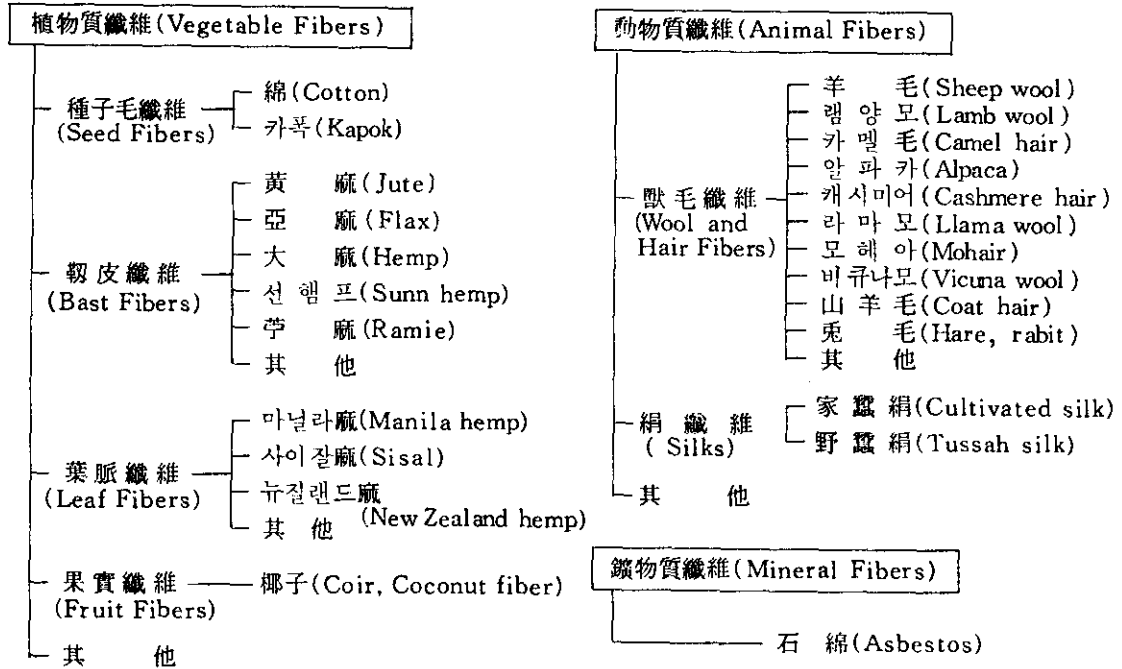 植物質纖維(Vegetable Fibers)
種子毛纖維
(Seed Fibers)
綿(Cotton)
카폭(Kapok)
靱皮纖維
(Bast Fibers)
黃 麻(Jute)
亞 麻(Flax)
大 麻(Hemp)
선 햄 프(Sunn hemp)
苧 麻(Ramie)
其 他
葉脈纖維
(Leaf Fibers)
마닐라麻(Manila hemp)
사이잘麻(Sisal)
뉴질랜드麻
(New Zealand hemp)
其 他
果實纖維
(Fruit Fibers)
椰子(Coir, Coconut fiber)
其 他
動物質纖維(Animal Fibers)
獸毛纖維
(Wool and
Hair Fibers)
羊 毛(Sheep wool)
램 양 모(Lamb wool)
카 멜 毛(Camel hair)
알 파 카(Alpaca)
캐시미어(Cashmere hair)
라 마 모(Llama wool)
모 헤 아(Mohair)
비큐나모(Vicuna wool)
山 羊 毛(Coat hair)
兎 毛(Hare, rabit)
其 他
絹 纖 維
( Silks)
家 蠶 絹(Cultivated silk)
野 蠶 絹(Tussah silk)
其 他
鑛物質纖維(Mineral Fibers)
石 綿(Asbestos)